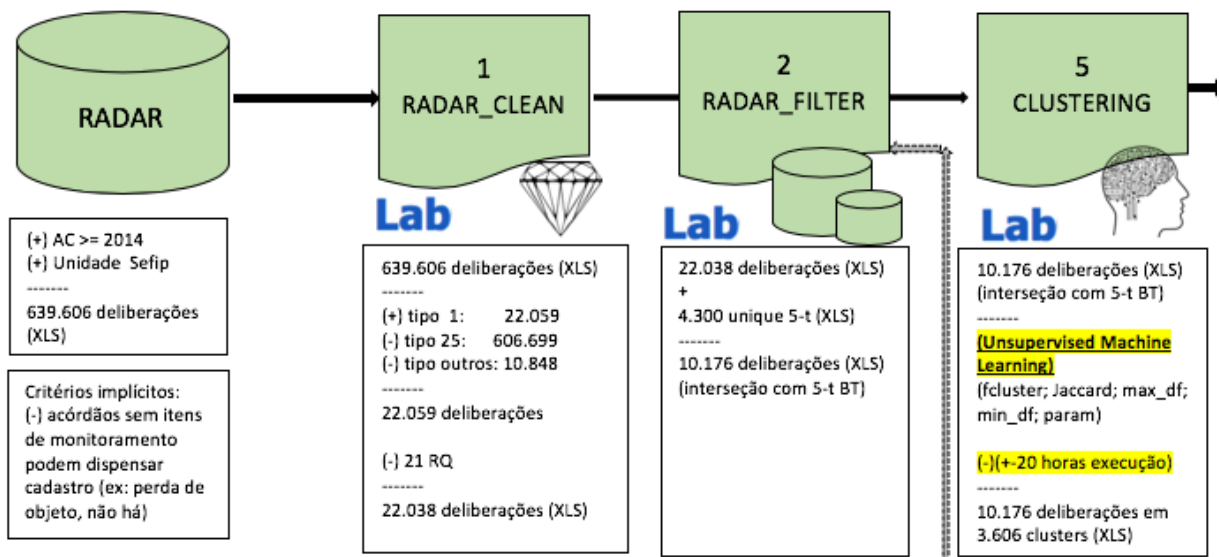 RADAR
1
RADAR_CLEAN
2
RADAR_FILTER
5
CLUSTERING
Lab
Lab
Lab
(+) AC >= 2014
(+) Unidade Sefip
-------
639.606 deliberações
(XLS)
Critérios implícitos:
(-) acórdãos sem itens
de monitoramento
podem dispensar
cadastro (ex: perda de
objeto, não há)
639.606 deliberações (XLS)
-------
(+) tipo 1: 22.059
(-) tipo 25: 606.699
(-) tipo outros: 10.848
-------
22.059 deliberações
(-) 21 RQ
-------
22.038 deliberações (XLS)
22.038 deliberações (XLS)
+
4.300 unique 5-t (XLS)
-------
10.176 deliberações (XLS)
(interseção com 5-t BT)
10.176 deliberações (XLS)
(interseção com 5-t BT)
-------
(Unsupervised Machine
Learning)
(fcluster; Jaccard; max_df;
min_df; param)
(-)(+-20 horas execução)
-------
10.176 deliberações em
3.606 clusters (XLS)